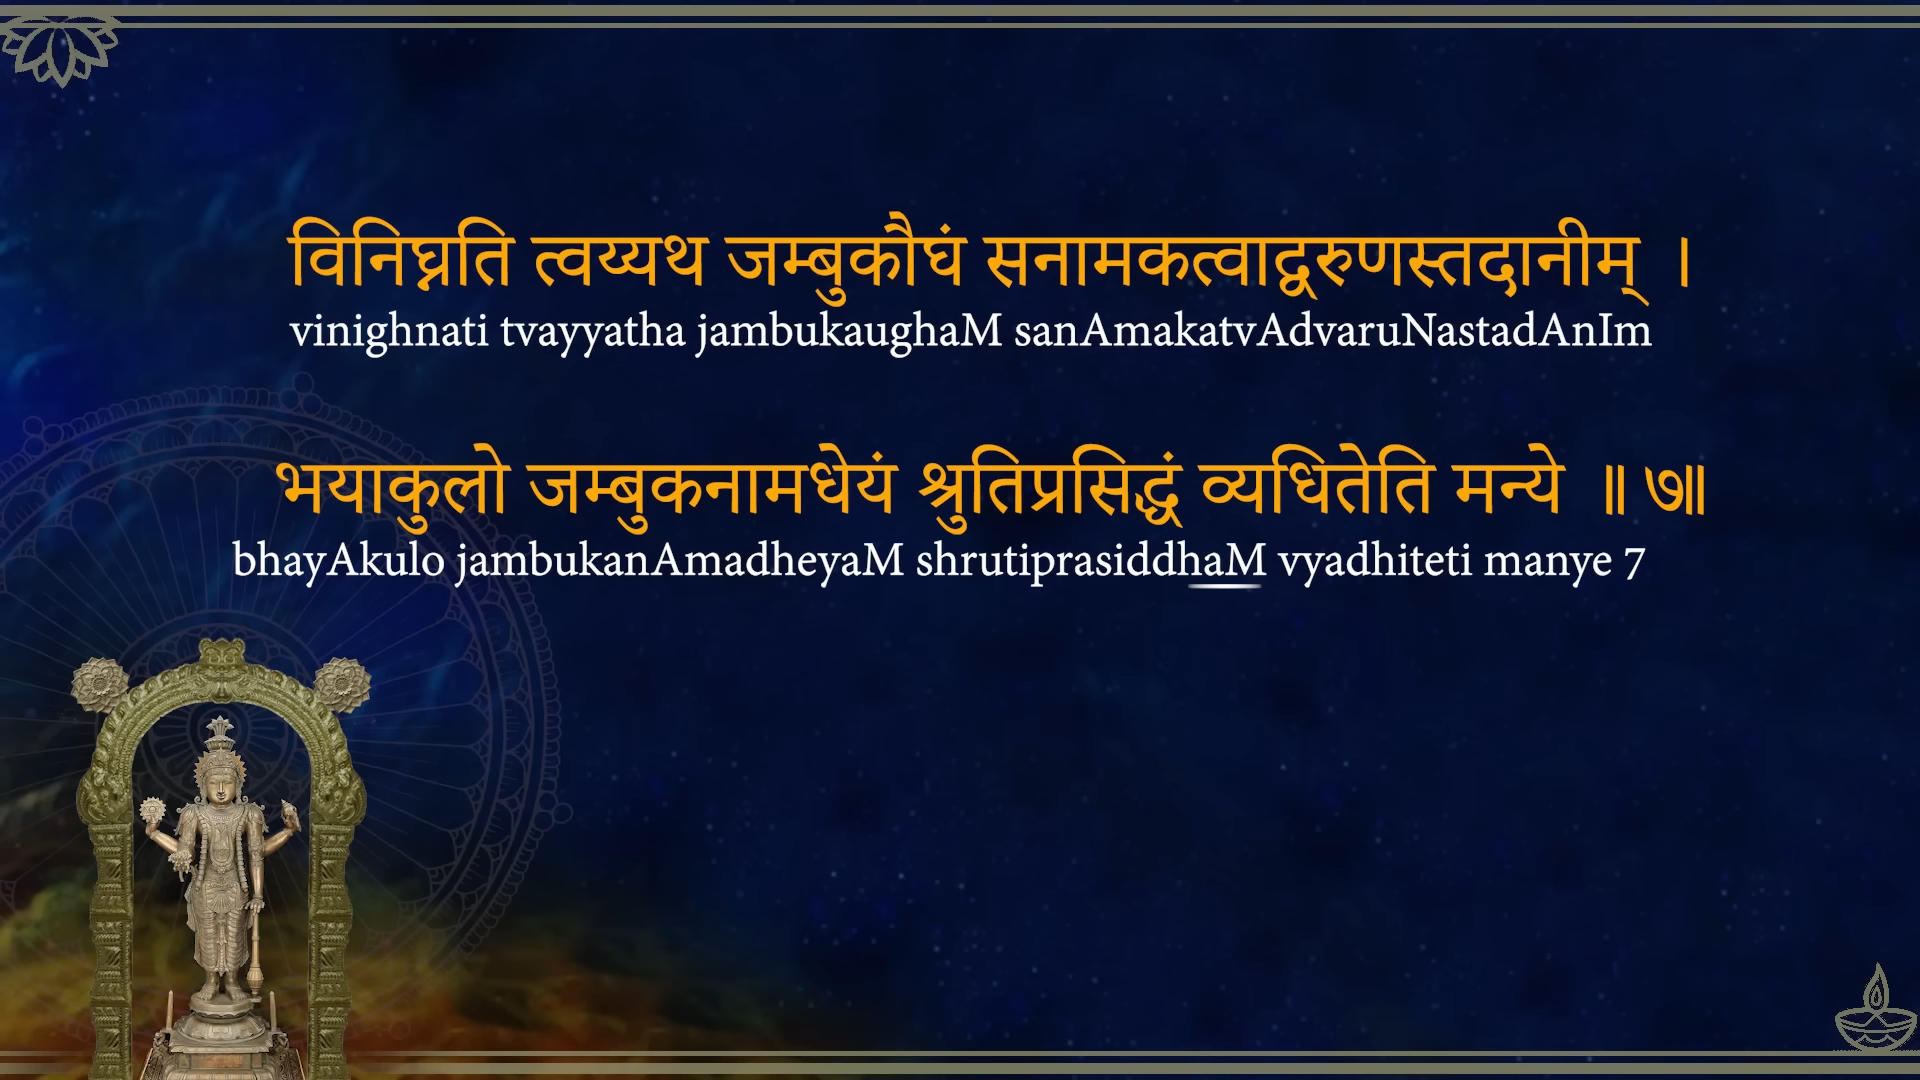 विनिघ्नति त्वय्यथ जम्बुकौघं सनामकत्वाद्वरुणस्तदानीम् ।
vinighnati tvayyatha jambukaughaM sanAmakatvAdvaruNastadAnIm
भयाकुलो जम्बुकनामधेयं श्रुतिप्रसिद्धं व्यधितेति मन्ये ॥ ७॥
bhayAkulo jambukanAmadheyaM shrutiprasiddhaM vyadhiteti manye 7